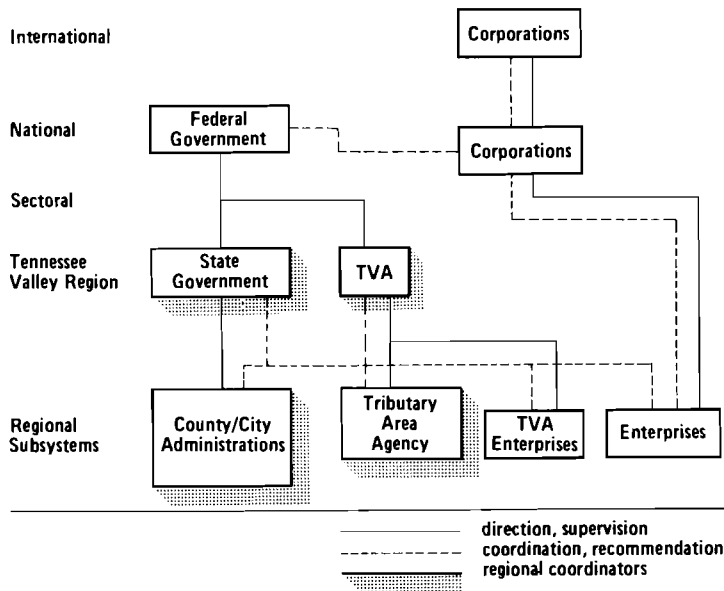 International
Corporations
National
Federal
Government
Corporations
Sectoral
Tennessee
Valley Region
State
Government
TVA
Regional
Subsystems
County/City
Administrations
Tributary
Area
Agency
TVA
Enterprises
Enterprises
direction, supervision
coordination, recommendation
regional coordinators